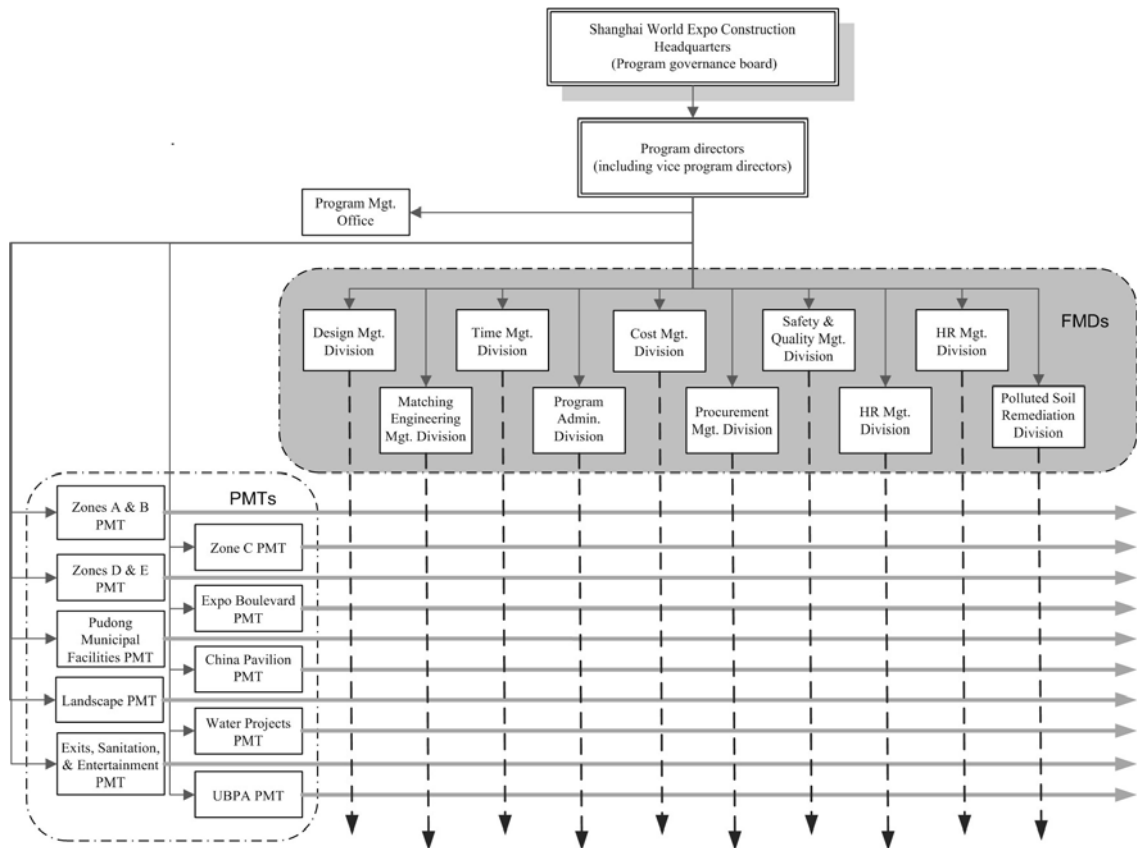 Shanghai World Expo Construction
Headquarters
(Program governance board)
Program directors
(including vice program directors)
Program Mgt.
Office
FMDs
Design Mgt.
Division
Time Mgt.
Division
Cost Mgt.
Division
Safety &
Quality Mgt.
Division
HR Mgt.
Division
Matching
Engineering
Mgt. Division
Program
Admin.
Division
Procurement
Mgt. Division
HR Mgt.
Division
Polluted Soil
Remediation
Division
PMTs
Zones A & B
PMT
Zone C PMT
Zones D & E
PMT
Expo Boulevard
PMT
Pudong
Municipal
Facilities PMT
China Pavilion
PMT
Landscape PMT
Water Projects
PMT
Exits, Sanitation,
& Entertainment
PMT
UBPA PMT